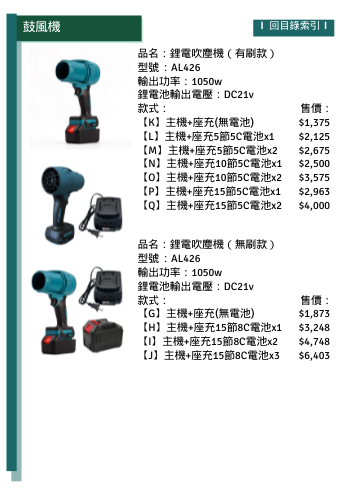 鼓風機
I 回目錄索引 I
品名：鋰電吹塵機（有刷款）
型號：AL426
輸出功率：1050w
鋰電池輸出電壓：DC21v
款式： 售價：
【K】主機+座充(無電池) $1,375
【L】主機+座充5節5C電池x1 $2,125
【M】主機+座充5節5C電池x2 $2,675
【N】主機+座充10節5C電池x1 $2,500
【O】主機+座充10節5C電池x2 $3,575
【P】主機+座充15節5C電池x1 $2,963
【Q】主機+座充15節5C電池x2 $4,000
品名：鋰電吹塵機（無刷款）
型號：AL426
輸出功率：1050w
鋰電池輸出電壓：DC21v
款式： 售價：
【G】主機+座充(無電池) $1,873
【H】主機+座充15節8C電池x1 $3,248
【I】主機+座充15節8C電池x2 $4,748
【J】主機+座充15節8C電池x3 $6,403